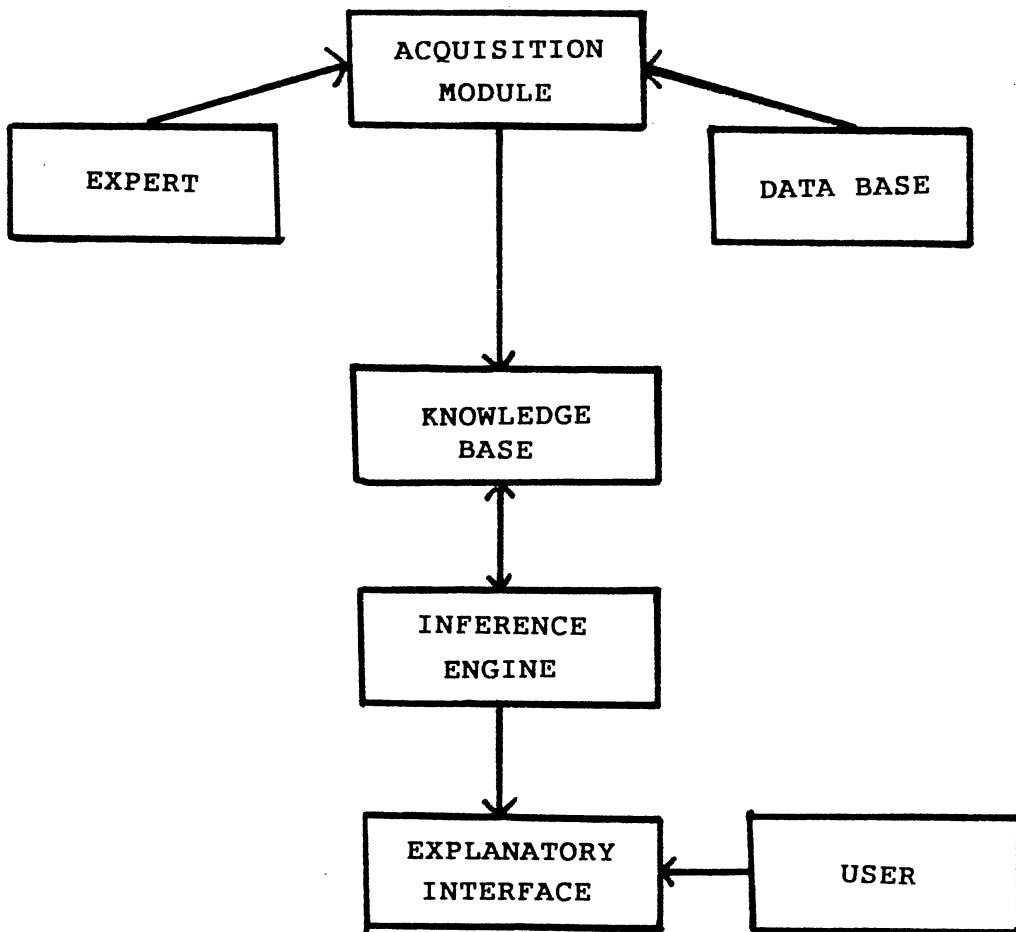 ACQUISITION
MODULE
EXPERT
DATA BASE
KNOWLEDGE
BASE
INFERENCE
ENGINE
EXPLANATORY
INTERFACE
USER